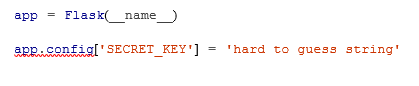 app = Flask(__name__)
app.config['SECRET_KEY'] = 'hard to guess string'